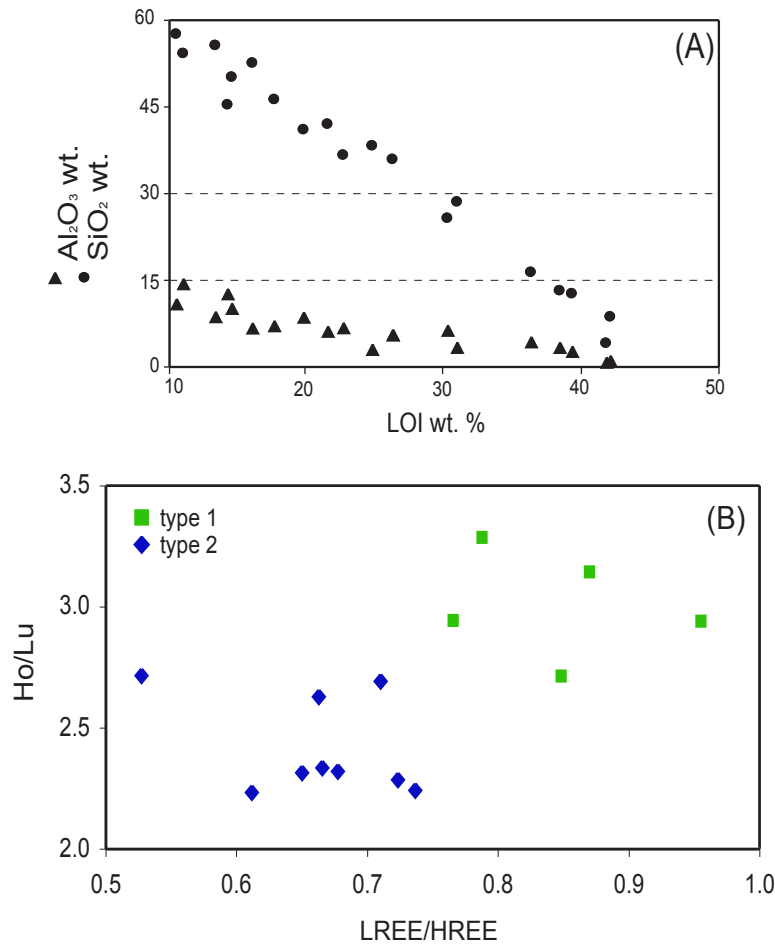 60
45
30
15
0
(A)
▲ Al₂O₃ wt.
● SiO₂ wt.
10 20 30 40 50
LOI wt. %
3.5
3.0
2.5
2.0
(B)
type 1
type 2
Ho/Lu
0.5 0.6 0.7 0.8 0.9 1.0
LREE/HREE